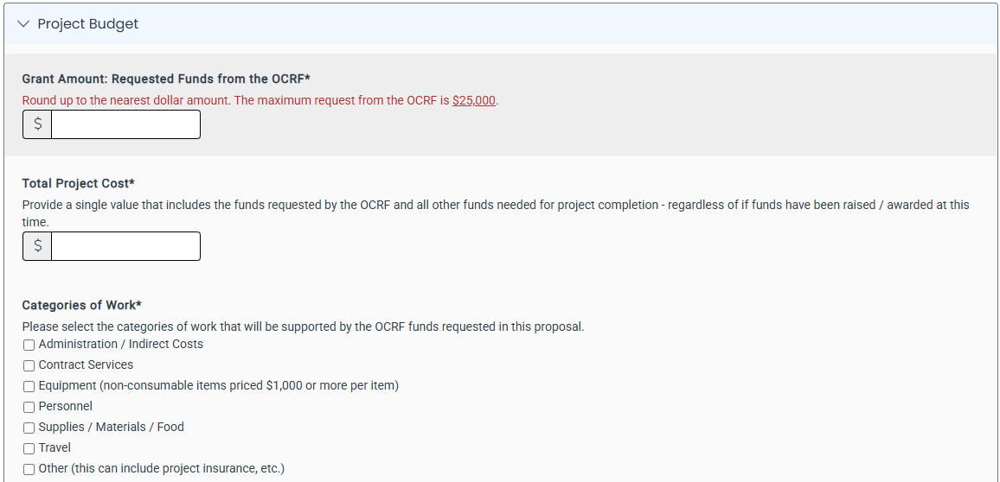 Project Budget
Grant Amount: Requested Funds from the OCRF*
Round up to the nearest dollar amount. The maximum request from the OCRF is $25,000.
$
Total Project Cost*
Provide a single value that includes the funds requested by the OCRF and all other funds needed for project completion - regardless of if funds have been raised / awarded at this
time.
$
Categories of Work*
Please select the categories of work that will be supported by the OCRF funds requested in this proposal.
Administration / Indirect Costs
Contract Services
Equipment (non-consumable items priced $1,000 or more per item)
Personnel
Supplies / Materials / Food
Travel
Other (this can include project insurance, etc.)